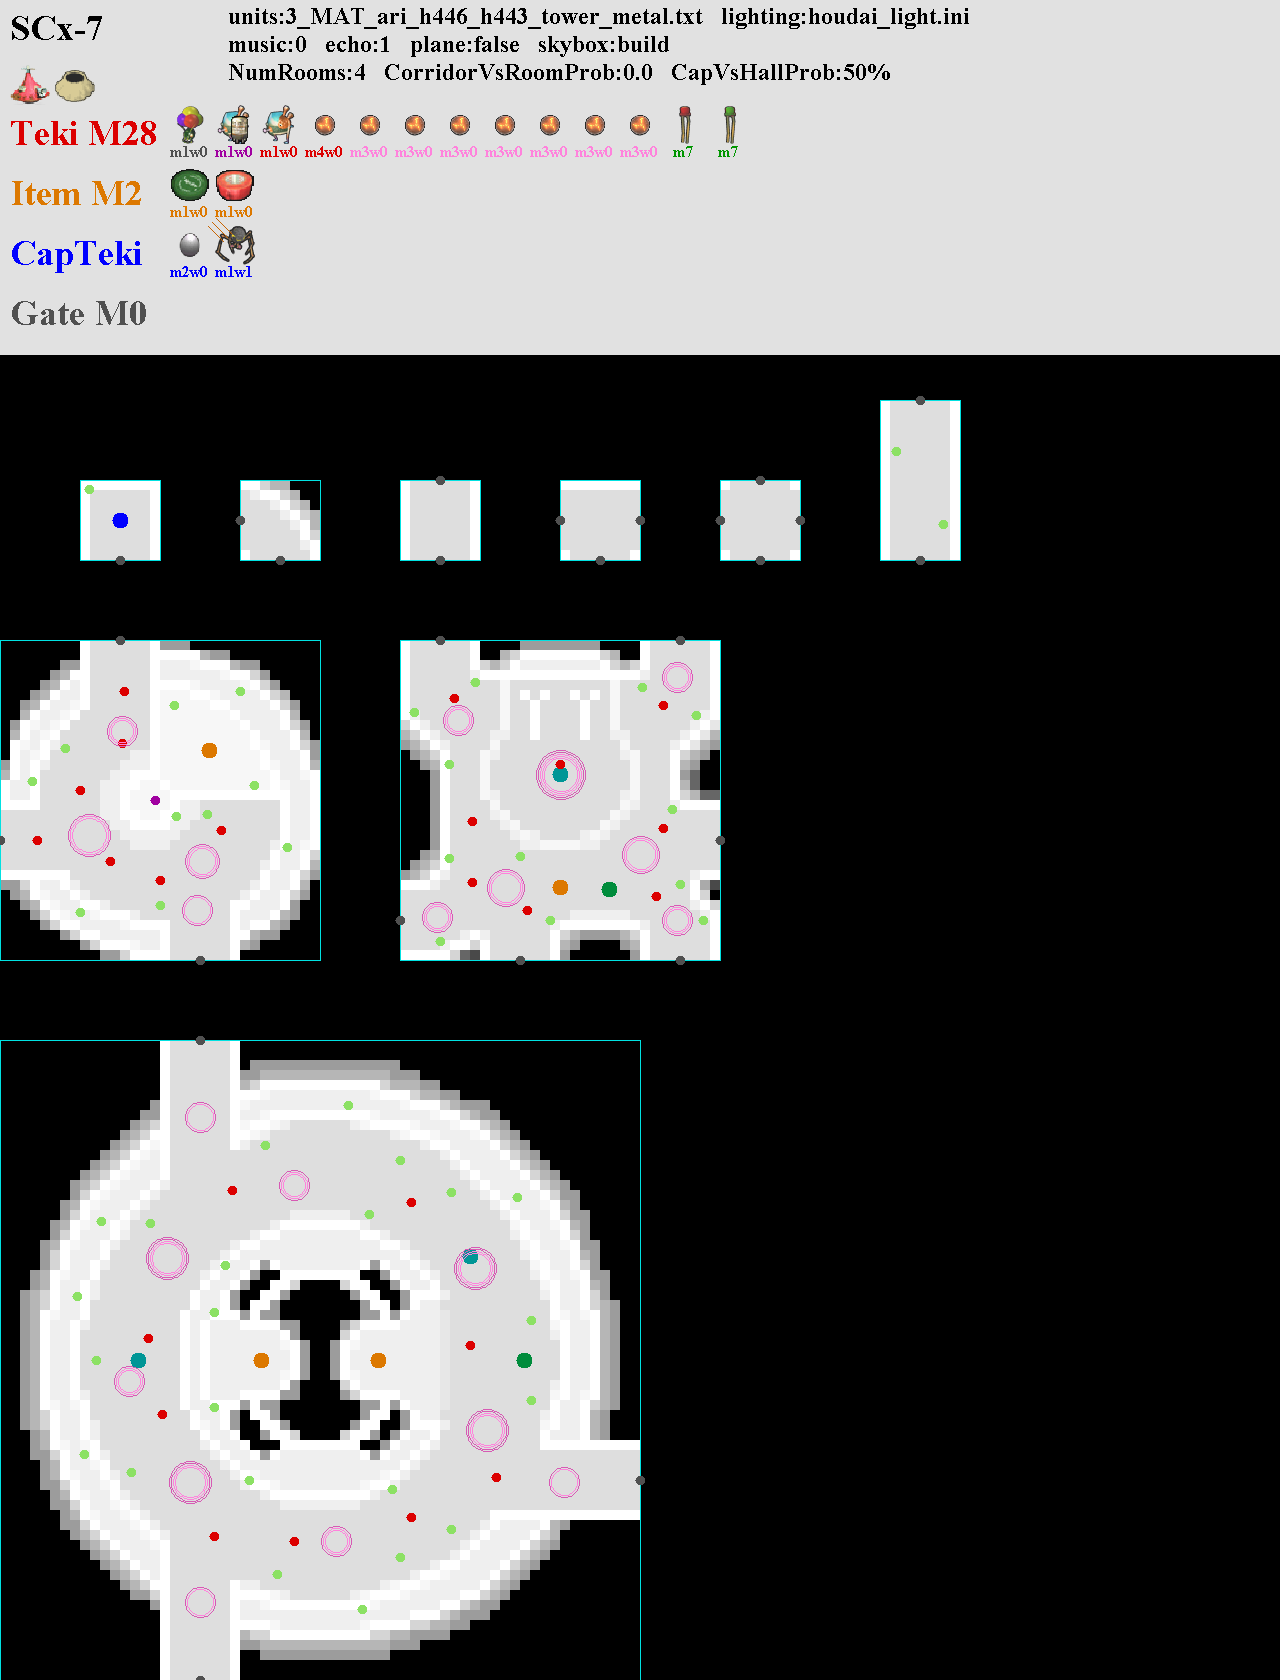 SCx-7
units:3_MAT_ari_h446_h443_tower_metal.txt lighting:houdai_light.ini
music:0 echo:1 plane:false skybox:build
NumRooms:4 CorridorVsRoomProb:0.0 CapVsHallProb:50%
Teki M28
m1w0 m1w0 m1w0 m4w0 m3w0 m3w0 m3w0 m3w0 m3w0 m3w0 m3w0 m7 m7
Item M2
m1w0 m1w0
CapTeki
m2w0 m1w1
Gate M0